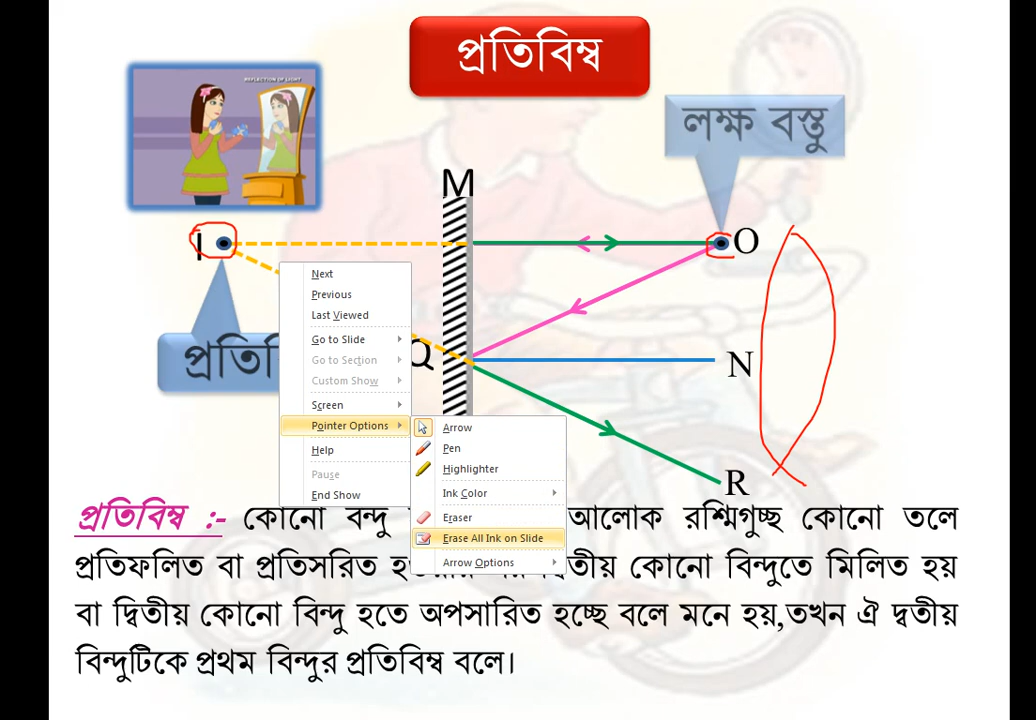 প্রতিবিম্ব
REFLECTION OF LIGHT
লক্ষ বস্তু
M
I
O
প্রতি
Q
N
R
Next
Previous
Last Viewed
Go to Slide
Go to Section
Custom Show
Screen
Pointer Options
Help
Pause
End Show
Arrow
Pen
Highlighter
Ink Color
Eraser
Erase All Ink on Slide
Arrow Options
প্রতিবিম্ব :- কোনো বন্দু আলোক রশ্মিগুচ্ছ কোনো তলে
প্রতিফলিত বা প্রতিসরিত কোনো বিন্দুতে মিলিত হয়
বা দ্বিতীয় কোনো বিন্দু হতে অপসারিত হচ্ছে বলে মনে হয়,তখন ঐ দ্বতীয়
বিন্দুটিকে প্রথম বিন্দুর প্রতিবিম্ব বলে।